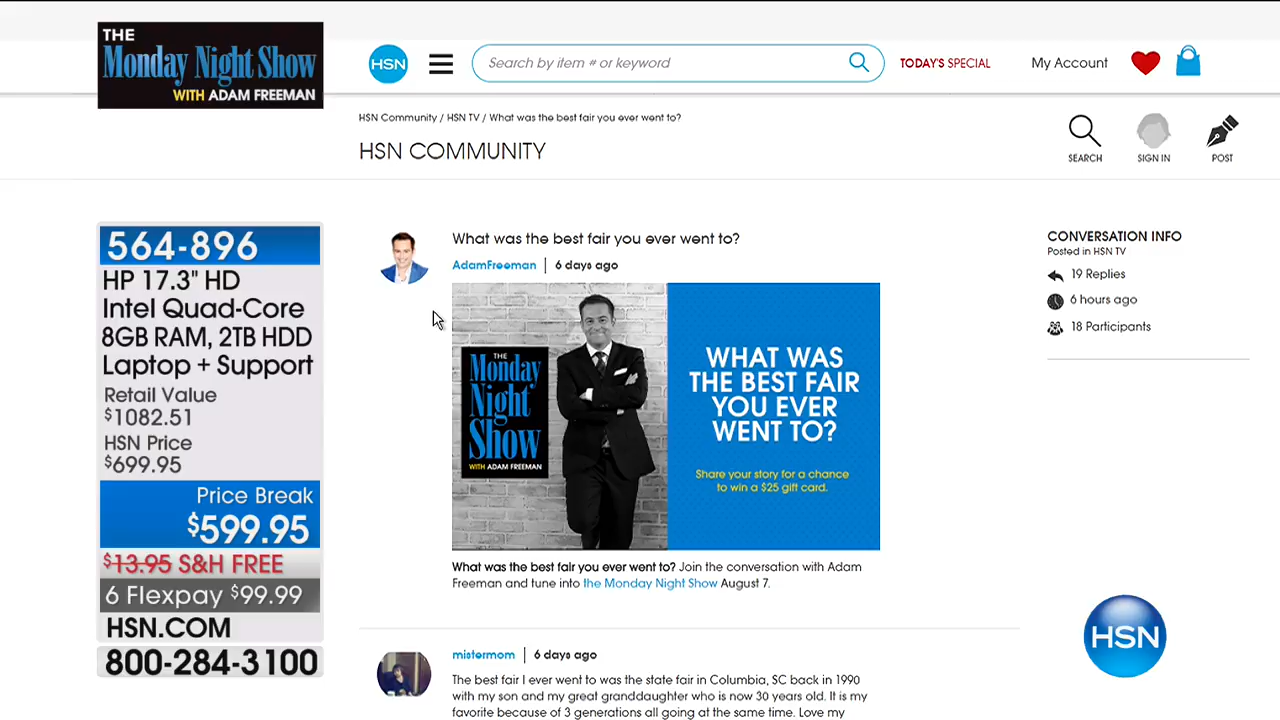 THE
Monday Night Show
WITH ADAM FREEMAN
HSN
Search by item # or keyword
TODAY'S SPECIAL
My Account
HSN Community / HSN TV / What was the best fair you ever went to?
HSN COMMUNITY
SEARCH
SIGN IN
POST
564-896
HP 17.3" HD
Intel Quad-Core
8GB RAM, 2TB HDD
Laptop + Support
Retail Value
$1082.51
HSN Price
$699.95
Price Break
$599.95
$13.95 S&H FREE
6 Flexpay $99.99
HSN.COM
800-284-3100
What was the best fair you ever went to?
AdamFreeman | 6 days ago
THE
Monday
Night
Show
WITH ADAM FREEMAN
WHAT WAS
THE BEST FAIR
YOU EVER
WENT TO?
Share your story for a chance
to win a $25 gift card.
What was the best fair you ever went to? Join the conversation with Adam
Freeman and tune into the Monday Night Show August 7.
mistermom | 6 days ago
The best fair I ever went to was the state fair in Columbia, SC back in 1990
with my son and my great granddaughter who is now 30 years old. It is my
favorite because of 3 generations all going at the same time. Love my
CONVERSATION INFO
Posted in HSN TV
19 Replies
6 hours ago
18 Participants
HSN